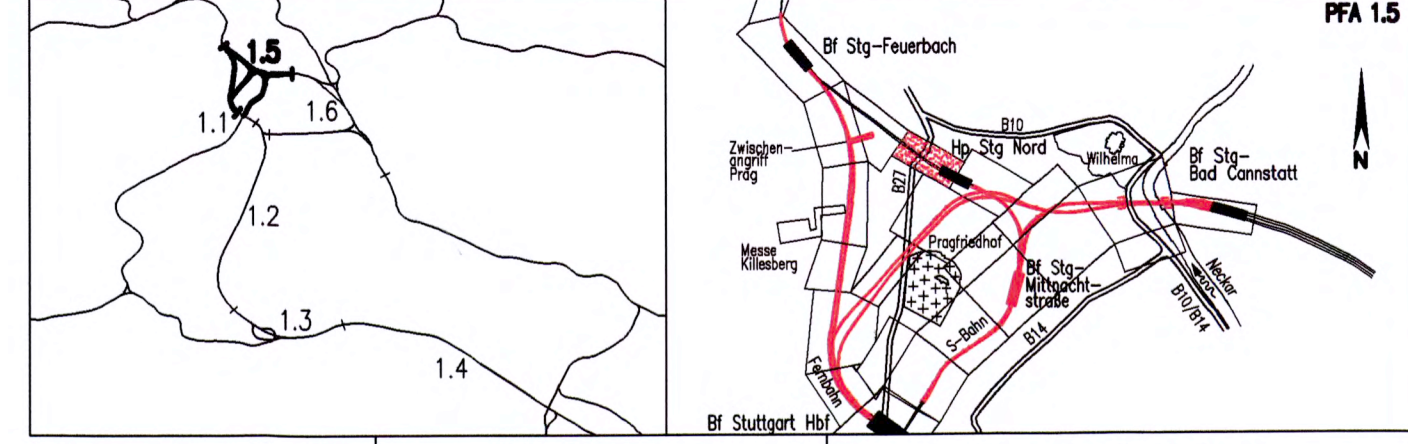 1.5
1.1
1.6
1.2
1.3
1.4
PFA 1.5
Bf Stg-Feuerbach
B10
Zwischen-
angriff
Prag
Hp Stg Nord
Wilhelma
Bf Stg-
Bad Cannstatt
N
B27
Messe
Killesberg
Pragfriedhof
Bf Stg-
Mittnacht-
straße
Neckar
B10/B14
S-Bahn
B14
Fernbahn
Bf Stuttgart Hbf